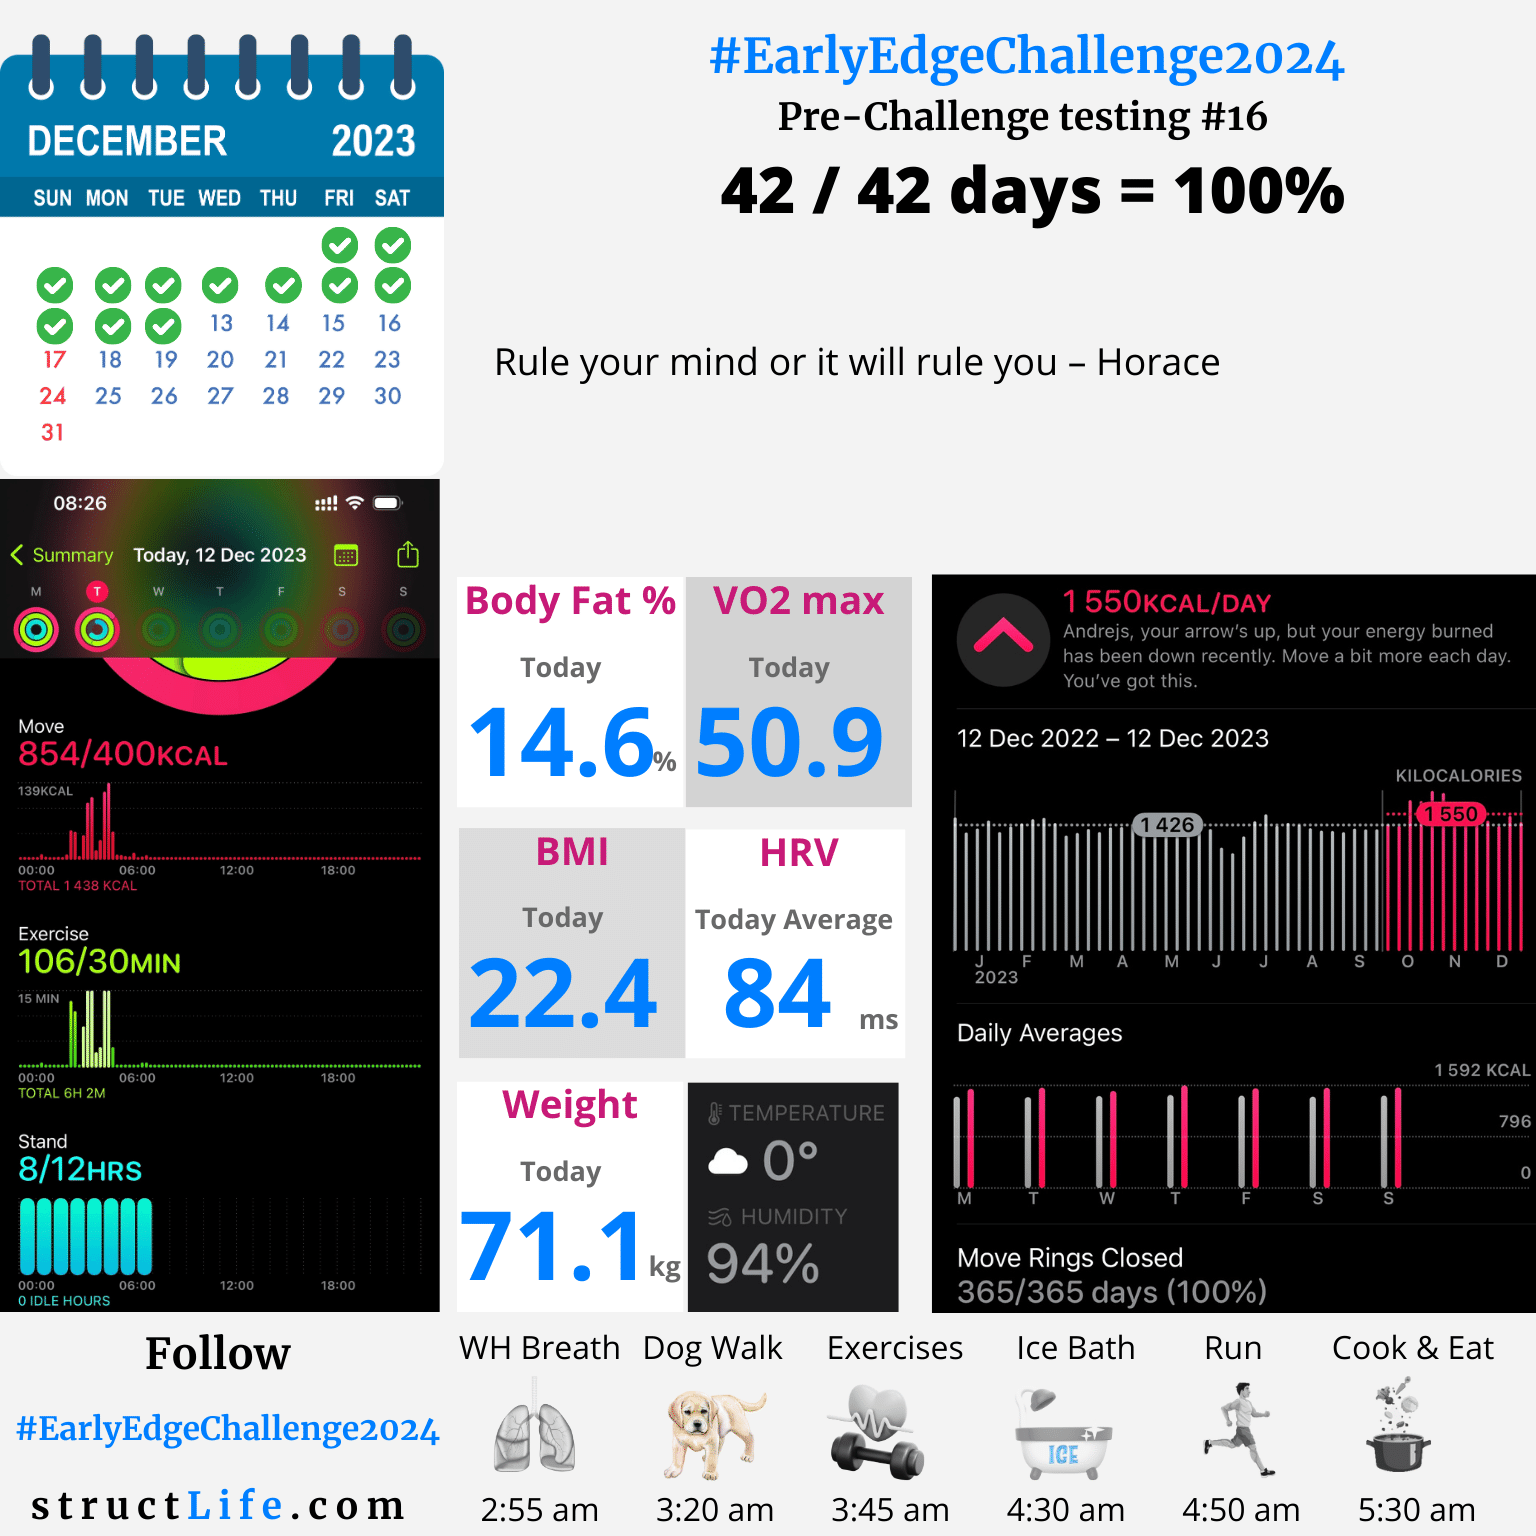 DECEMBER 2023
SUN MON TUE WED THU FRI SAT
13 14 15 16
17 18 19 20 21 22 23
24 25 26 27 28 29 30
31
#EarlyEdgeChallenge2024
Pre-Challenge testing #16
42 / 42 days = 100%
Rule your mind or it will rule you – Horace
08:26
Summary Today, 12 Dec 2023
M T W T F S S
Move
854/400KCAL
139KCAL
00:00 06:00 12:00 18:00
TOTAL 1 438 KCAL
Exercise
106/30MIN
15 MIN
00:00 06:00 12:00 18:00
TOTAL 6H 2M
Stand
8/12HRS
00:00 06:00 12:00 18:00
0 IDLE HOURS
Body Fat %
Today
14.6%
VO2 max
Today
50.9
BMI
Today
22.4
HRV
Today Average
84 ms
Weight
Today
71.1 kg
TEMPERATURE
0°
HUMIDITY
94%
1 550KCAL/DAY
Andrejs, your arrow's up, but your energy burned
has been down recently. Move a bit more each day.
You've got this.
12 Dec 2022 – 12 Dec 2023
KILOCALORIES
1 426
1 550
J F M A M J J A S O N D
2023
Daily Averages
1 592 KCAL
796
0
M T W T F S S
Move Rings Closed
365/365 days (100%)
Follow
#EarlyEdgeChallenge2024
structLife.com
WH Breath Dog Walk Exercises Ice Bath Run Cook & Eat
ICE
2:55 am 3:20 am 3:45 am 4:30 am 4:50 am 5:30 am